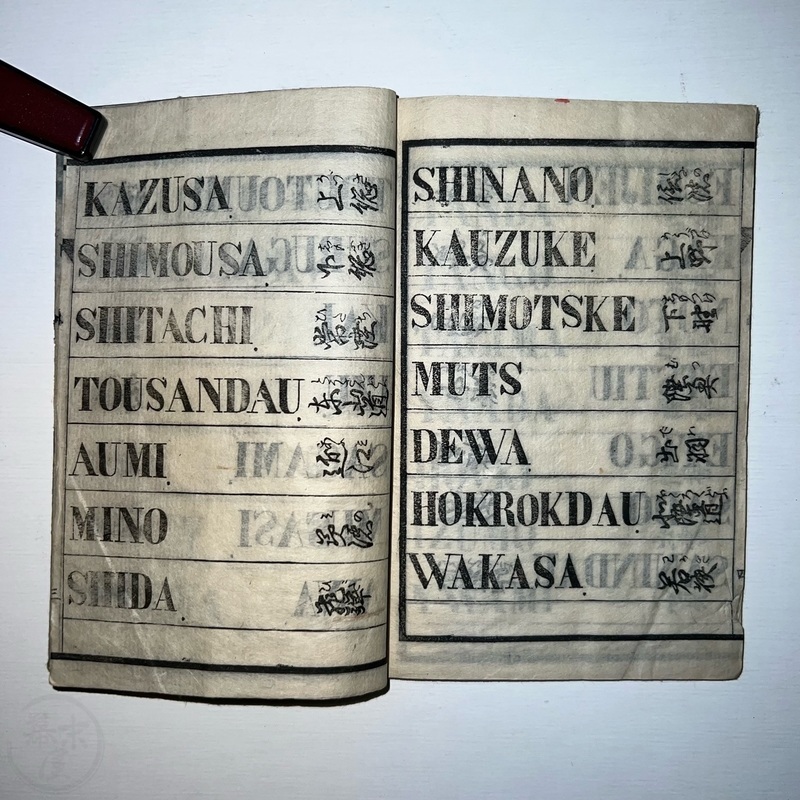 KAZUSA. 上総
SHIMOUSA. 下総
SHITACHI. 常陸
TOUSANDAU. 東山道
AUMI 近江
MINO 美濃
SHIDA. 飛騨
SHINANO. 信濃
KAUZUKE 上野
SHIMOTSKE 下野
MUTS 陸奥
DEWA. 出羽
HOKROKDAU 北陸道
WAKASA. 若狭